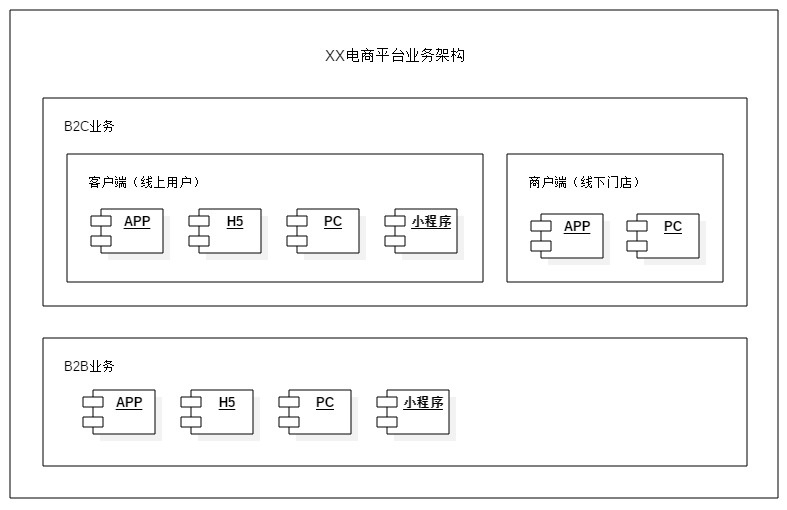 XX电商平台业务架构
B2C业务
客户端（线上用户）
APP H5 PC 小程序
商户端（线下门店）
APP PC
B2B业务
APP H5 PC 小程序